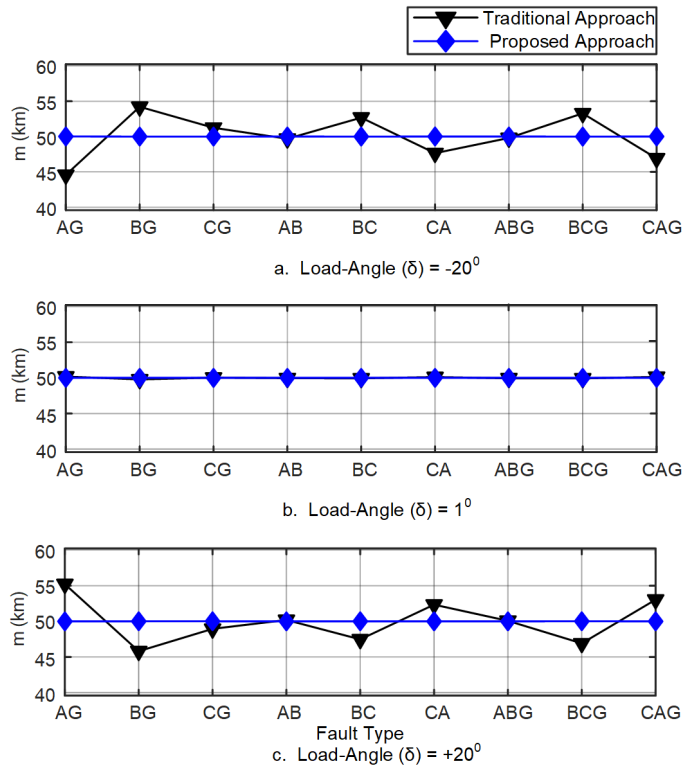 Traditional Approach
Proposed Approach
60
55
50
45
40
m (km)
AG BG CG AB BC CA ABG BCG CAG
a. Load-Angle (δ) = -20⁰
60
55
50
45
40
m (km)
AG BG CG AB BC CA ABG BCG CAG
b. Load-Angle (δ) = 1⁰
60
55
50
45
40
m (km)
AG BG CG AB BC CA ABG BCG CAG
Fault Type
c. Load-Angle (δ) = +20⁰